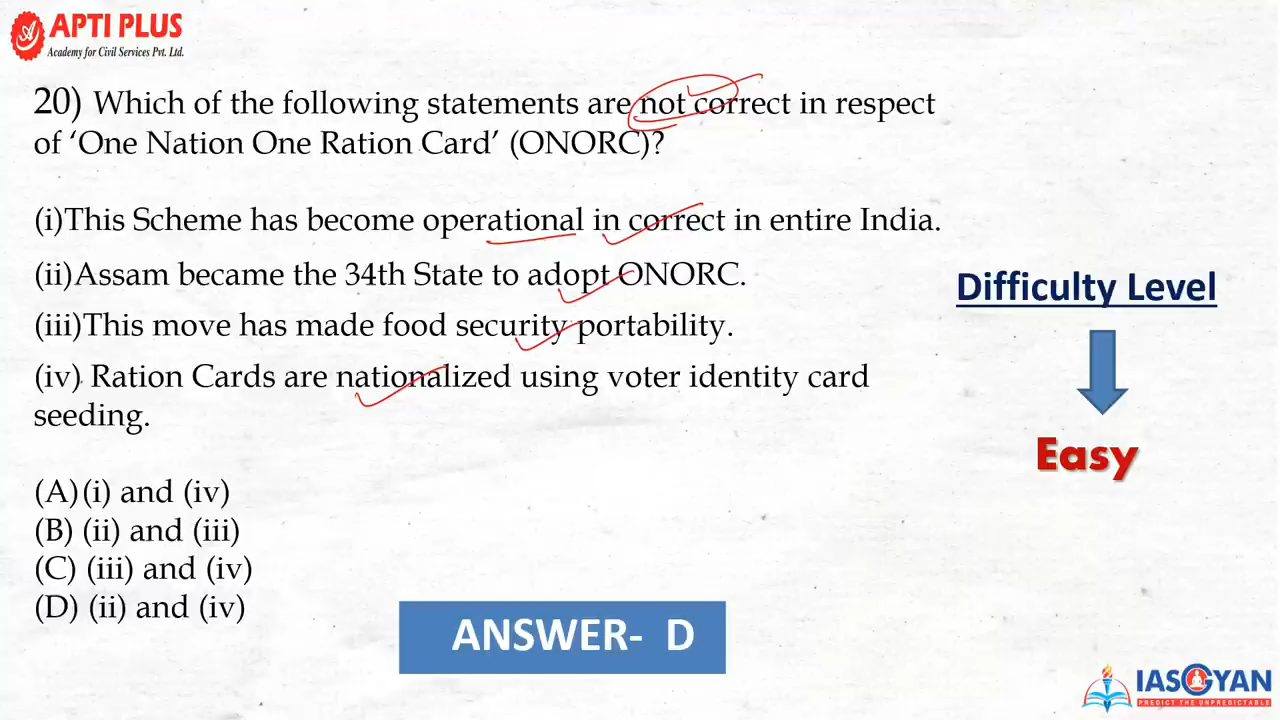 APTI PLUS
Academy for Civil Services Pvt. Ltd.
20) Which of the following statements are not correct in respect
of ‘One Nation One Ration Card’ (ONORC)?
(i)This Scheme has become operational in correct in entire India.
(ii)Assam became the 34th State to adopt ONORC.
(iii)This move has made food security portability.
(iv) Ration Cards are nationalized using voter identity card
seeding.
Difficulty Level
Easy
(A)(i) and (iv)
(B) (ii) and (iii)
(C) (iii) and (iv)
(D) (ii) and (iv)
ANSWER- D
IASGYAN
PREDICT THE UNPREDICTABLE